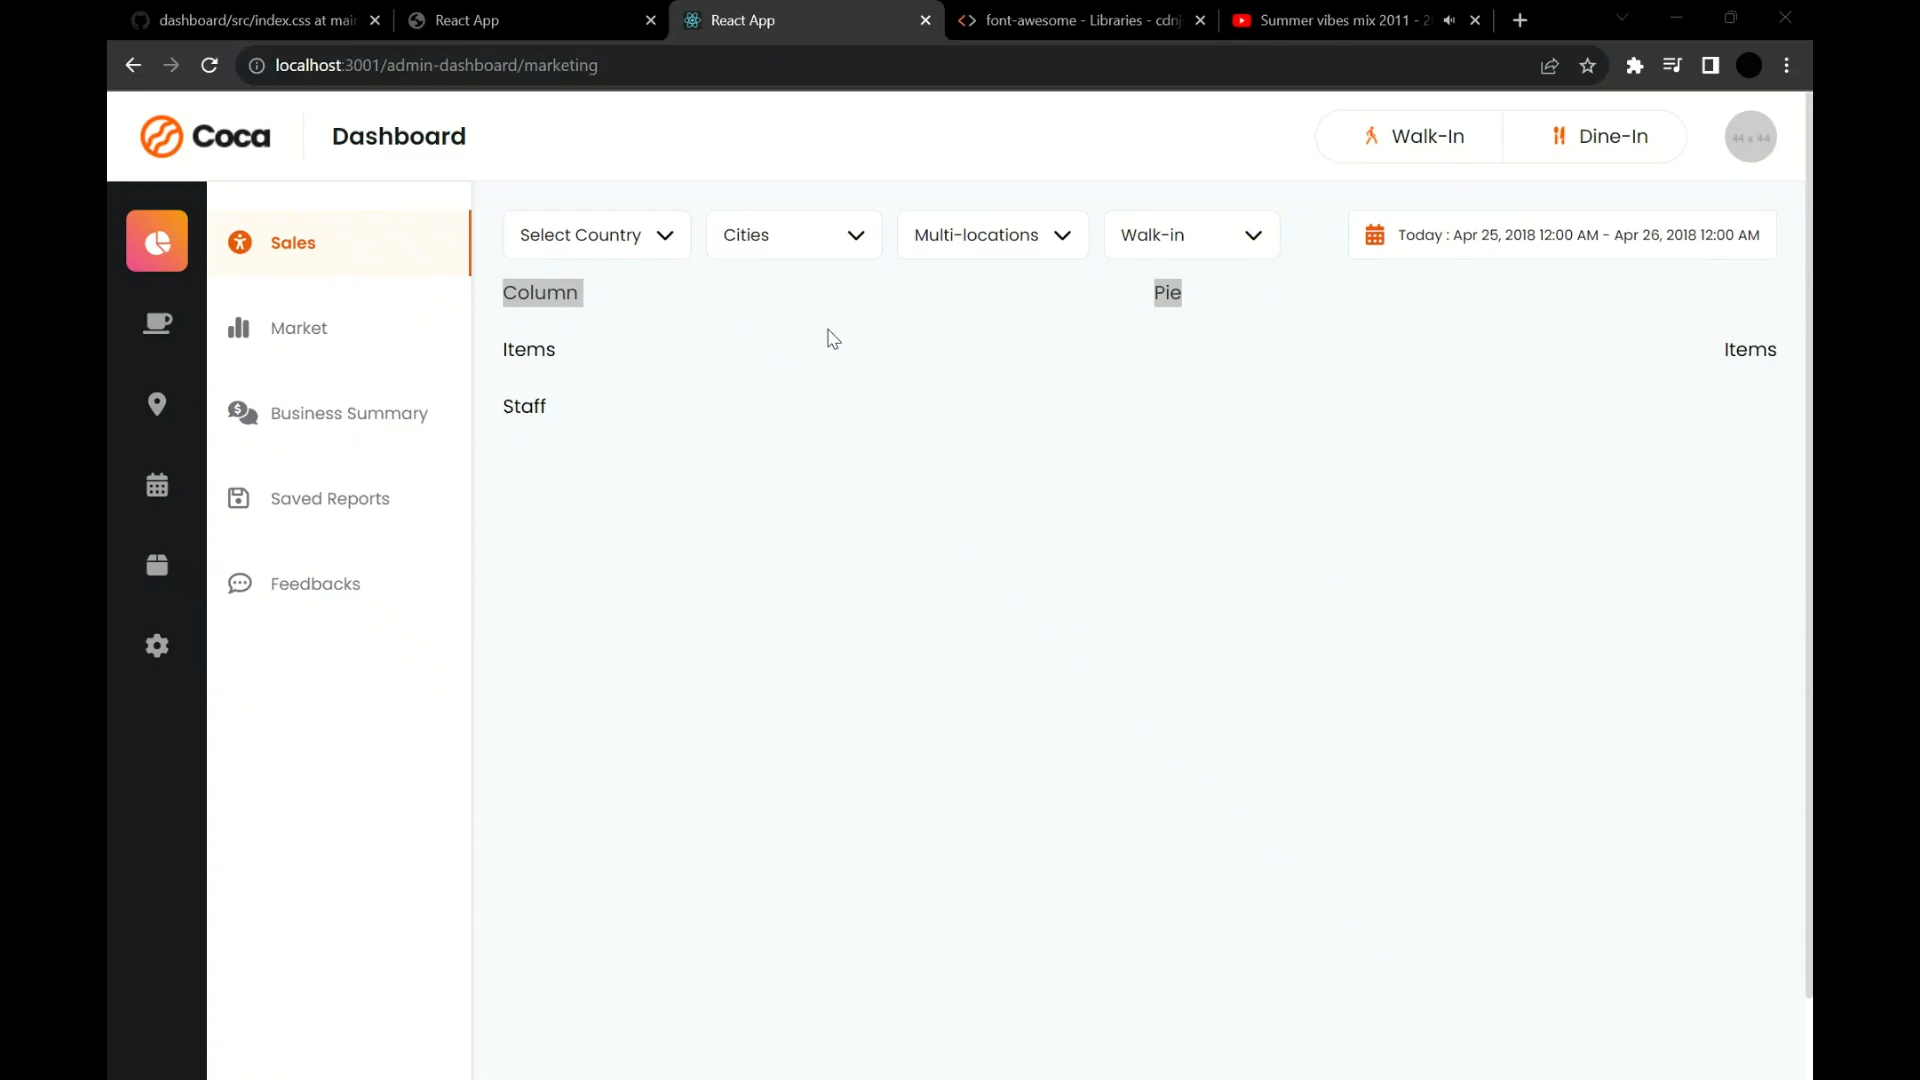 dashboard/src/index.css at mai
React App
React App
font-awesome - Libraries - cdnj
Summer vibes mix 2011 - 2
localhost:3001/admin-dashboard/marketing
Coca
Dashboard
Walk-In
Dine-In
44 x 44
Sales
Market
Business Summary
Saved Reports
Feedbacks
Select Country
Cities
Multi-locations
Walk-in
Today : Apr 25, 2018 12:00 AM - Apr 26, 2018 12:00 AM
Column
Pie
Items
Items
Staff